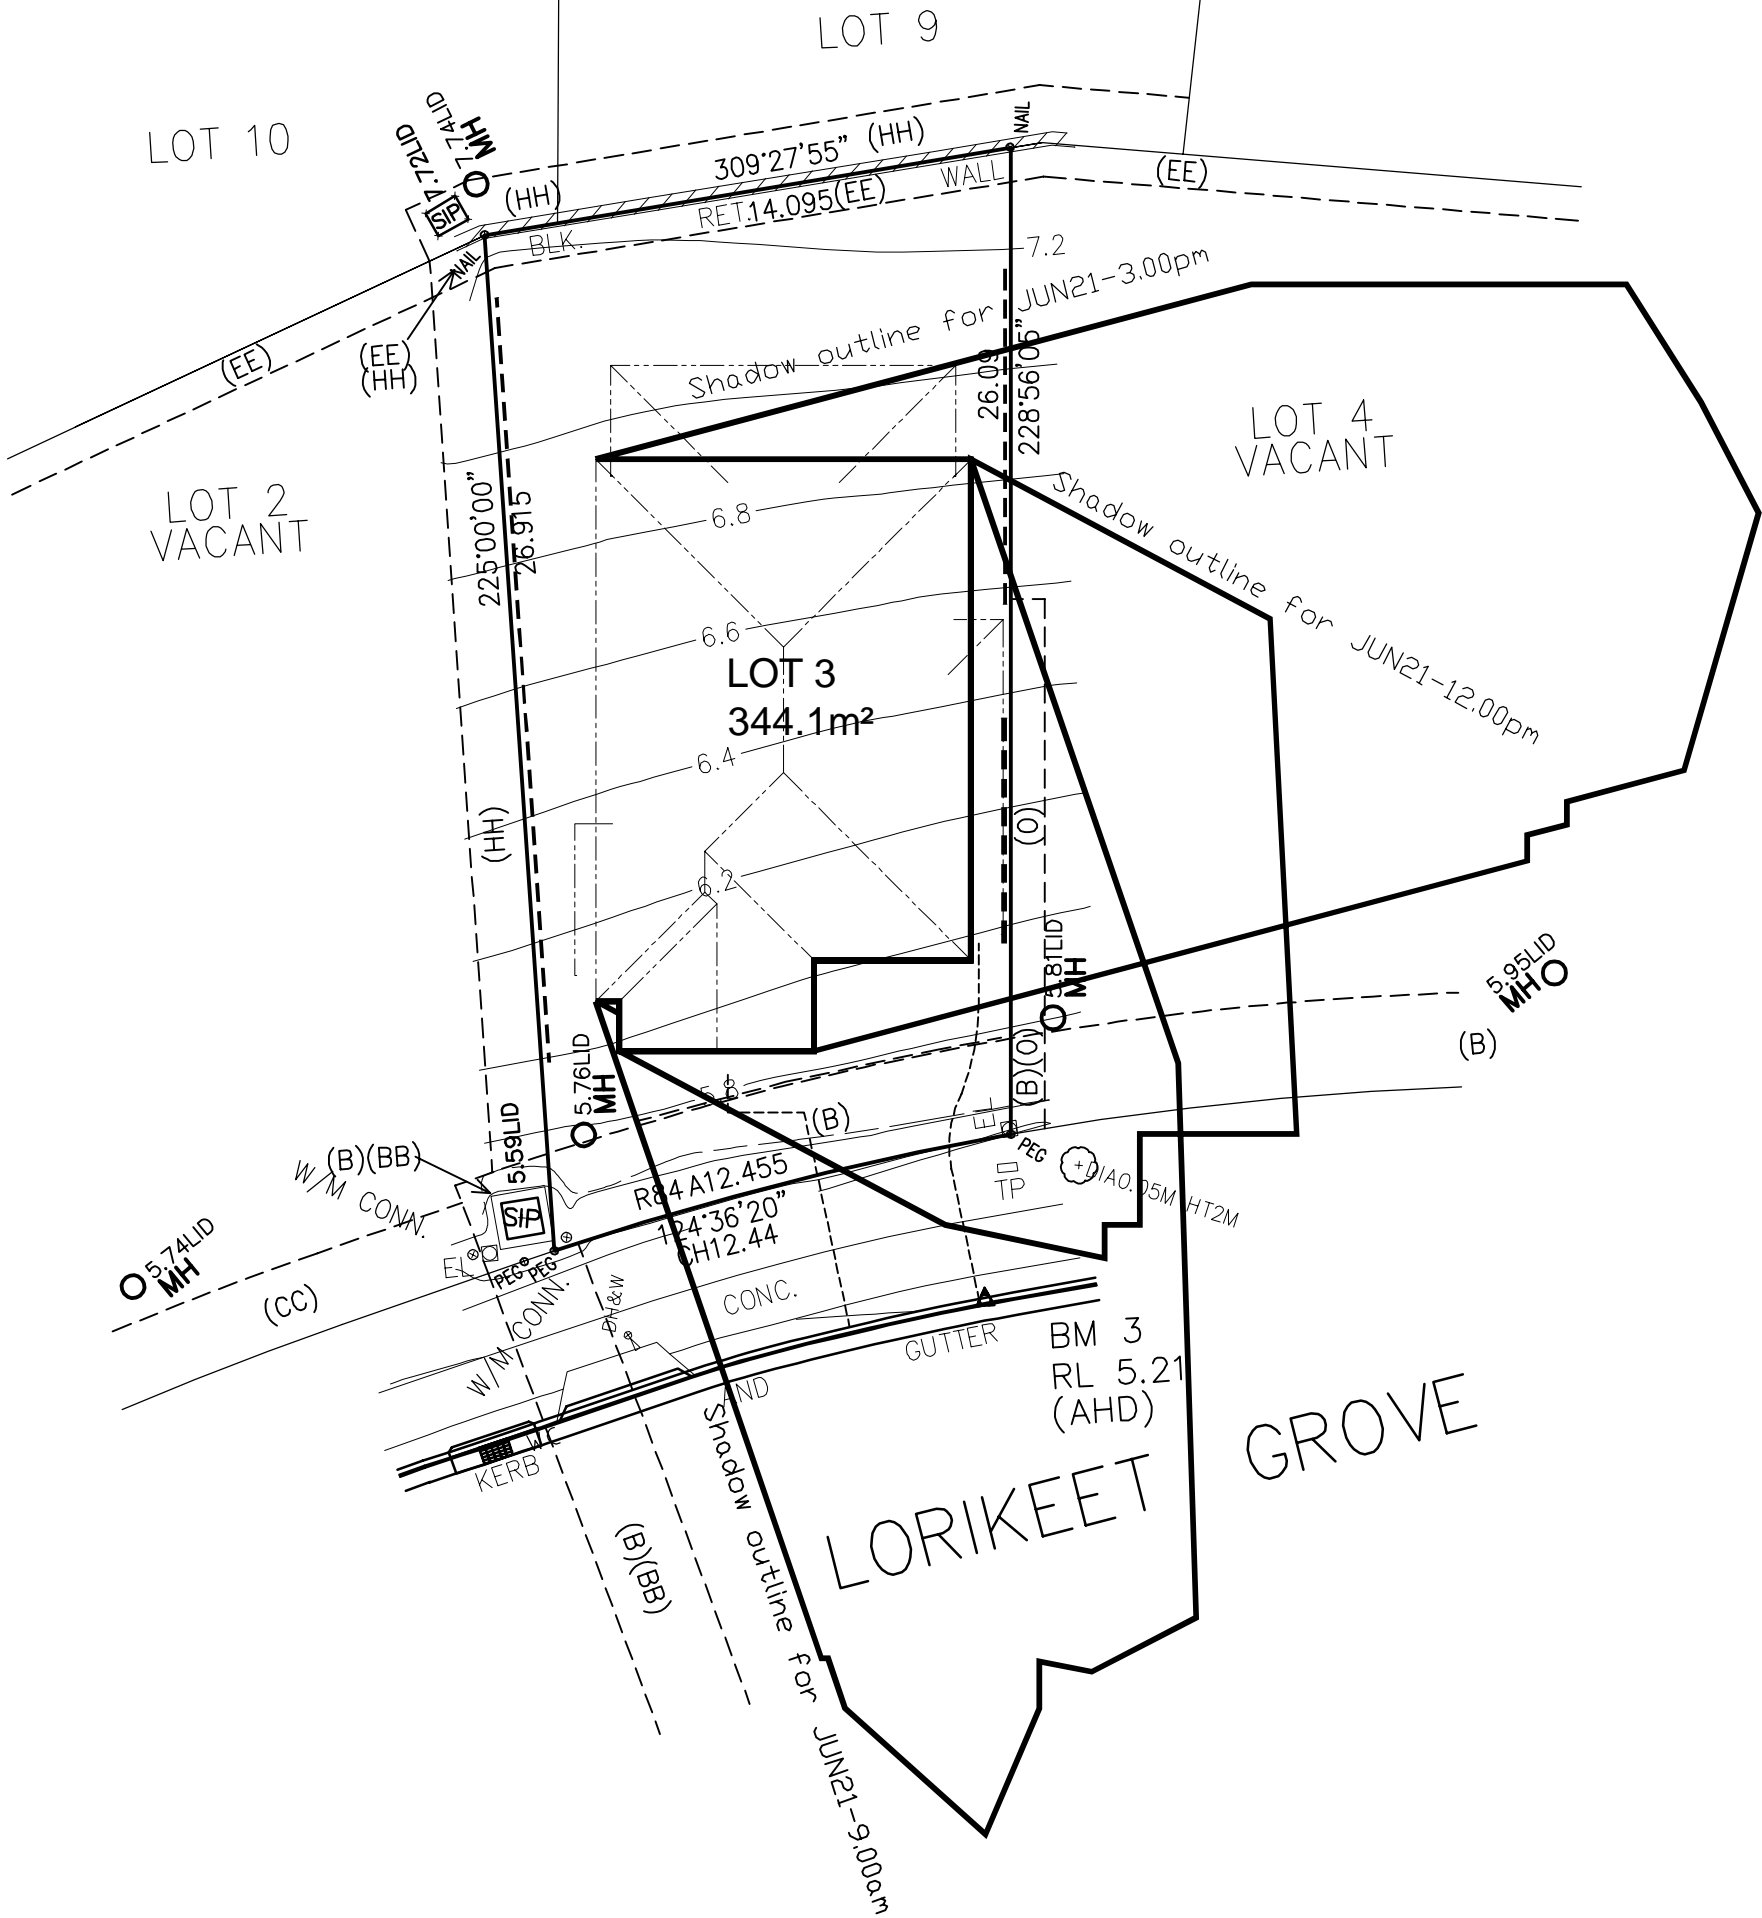 LOT 9
LOT 10
7.74LID
MH
7.72LID
SIP
NAIL
(HH)
309°27'55" (HH)
NAIL
RET.
14.095(EE)
WALL
(EE)
BLK.
7.2
(EE)
(EE)
(HH)
Shadow outline for JUN21-3.00pm
26.09
228°56'05"
LOT 4
VACANT
LOT 2
VACANT
225°00'00"
26.915
6.8
Shadow outline for JUN21-12.00pm
6.6
LOT 3
344.1m²
6.4
(HH)
(O)
6.2
5.81LID
MH
5.95LID
MH
(B)
5.76LID
MH
5.8
(B)
(B)(O)
EL
PEG
TP
DIA0.05M HT2M
5.59LID
(B)(BB)
W/M CONN.
SIP
R84 A12.455
124°36'20"
CH12.44
EL
PEG
PEG
5.74LID
MH
(CC)
W/M CONN.
DH&W
CONC.
GUTTER
BM 3
RL 5.21
(AHD)
AND
KERB
Shadow outline for JUN21-9.00am
(B)(BB)
LORIKEET GROVE